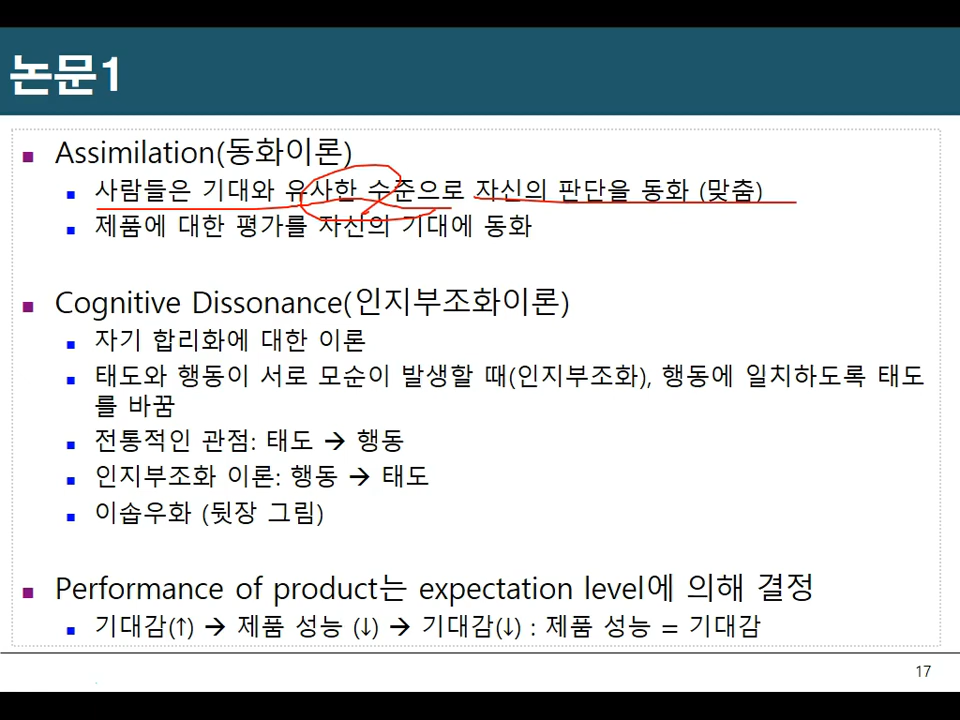 논문1
■ Assimilation(동화이론)
■ 사람들은 기대와 유사한 수준으로 자신의 판단을 동화 (맞춤)
■ 제품에 대한 평가를 자신의 기대에 동화
■ Cognitive Dissonance(인지부조화이론)
■ 자기 합리화에 대한 이론
■ 태도와 행동이 서로 모순이 발생할 때(인지부조화), 행동에 일치하도록 태도
를 바꿈
■ 전통적인 관점: 태도 → 행동
■ 인지부조화 이론: 행동 → 태도
■ 이솝우화 (뒷장 그림)
■ Performance of product는 expectation level에 의해 결정
■ 기대감(↑) → 제품 성능 (↓) → 기대감(↓) : 제품 성능 = 기대감
17